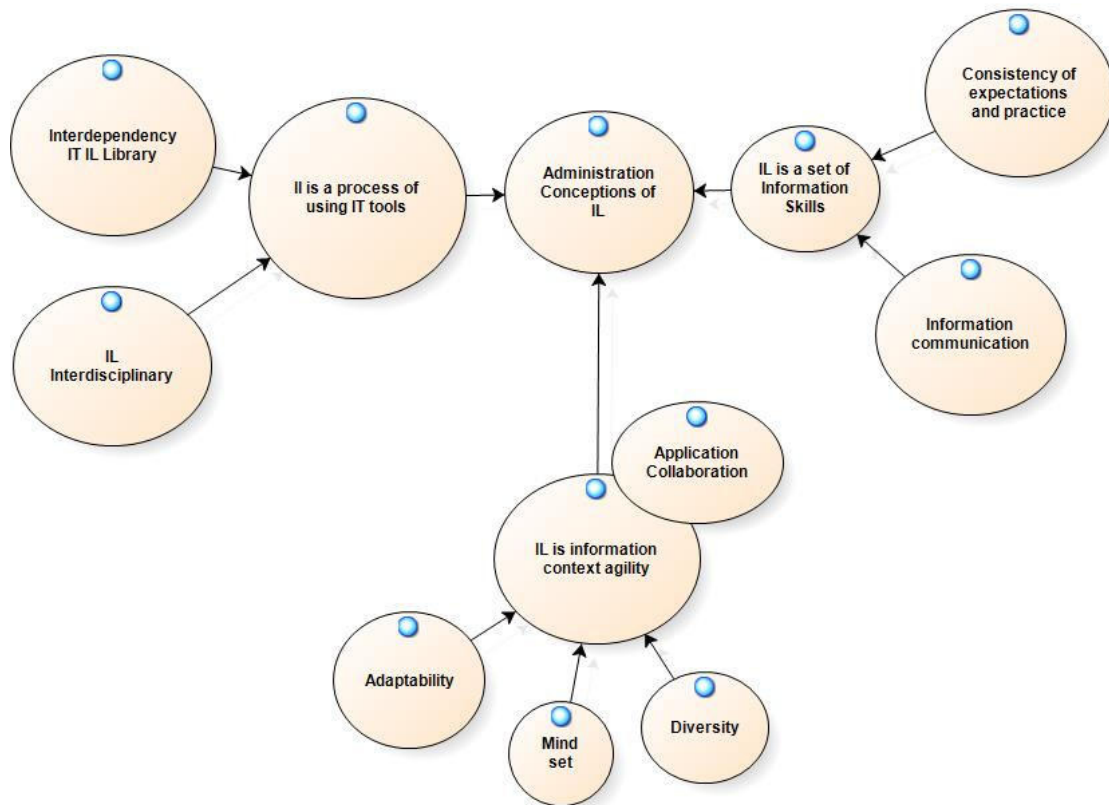 Interdependency
IT IL Library
IL
Interdisciplinary
II is a process of
using IT tools
Administration
Conceptions of
IL
IL is a set of
Information
Skills
Consistency of
expectations
and practice
Information
communication
Application
Collaboration
IL is information
context agility
Adaptability
Mind
set
Diversity